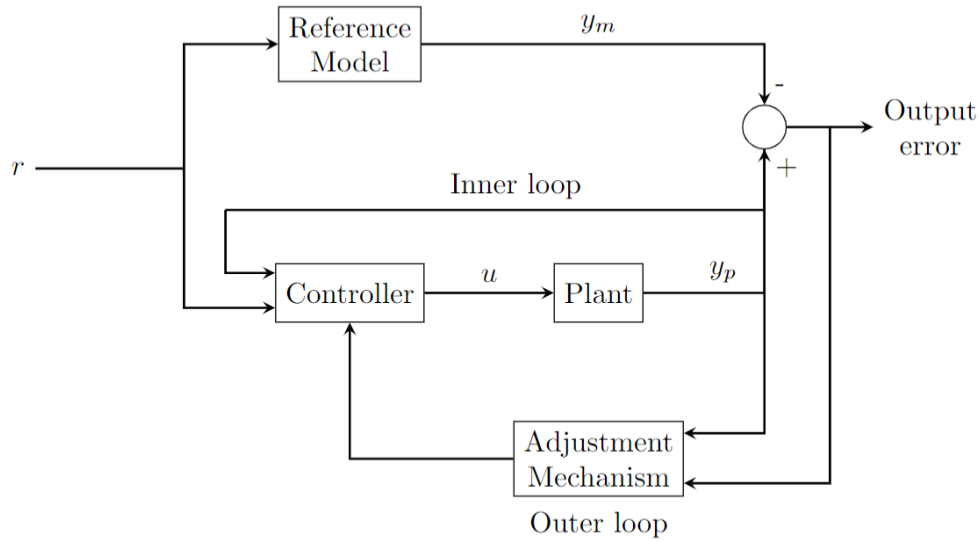 Reference
Model
y_m
-
Output
error
r
+
Inner loop
Controller
u
Plant
y_p
Adjustment
Mechanism
Outer loop